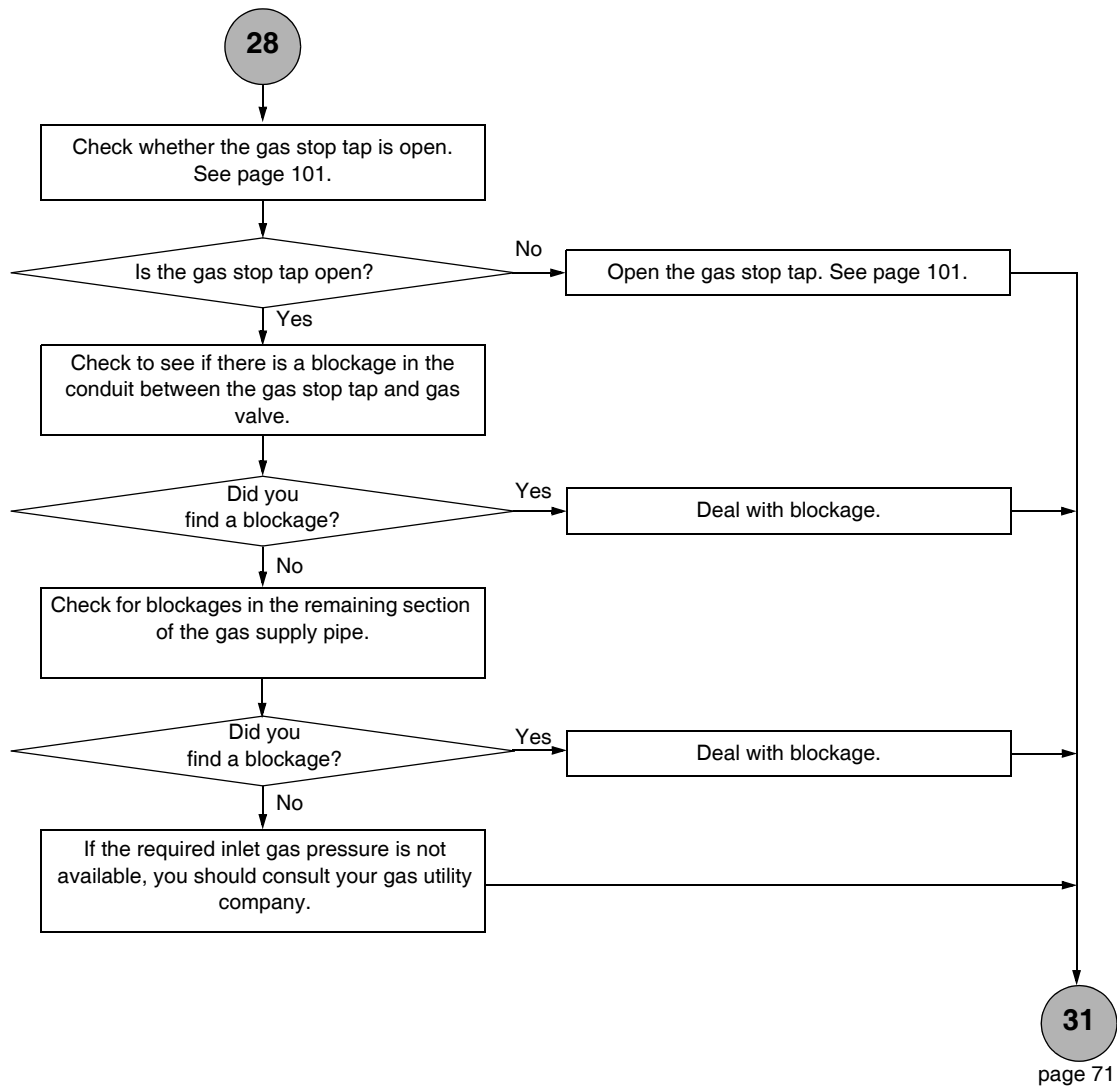 28
Check whether the gas stop tap is open.
See page 101.
Is the gas stop tap open?
No
Open the gas stop tap. See page 101.
Yes
Check to see if there is a blockage in the
conduit between the gas stop tap and gas
valve.
Did you
find a blockage?
Yes
Deal with blockage.
No
Check for blockages in the remaining section
of the gas supply pipe.
Did you
find a blockage?
Yes
Deal with blockage.
No
If the required inlet gas pressure is not
available, you should consult your gas utility
company.
31
page 71